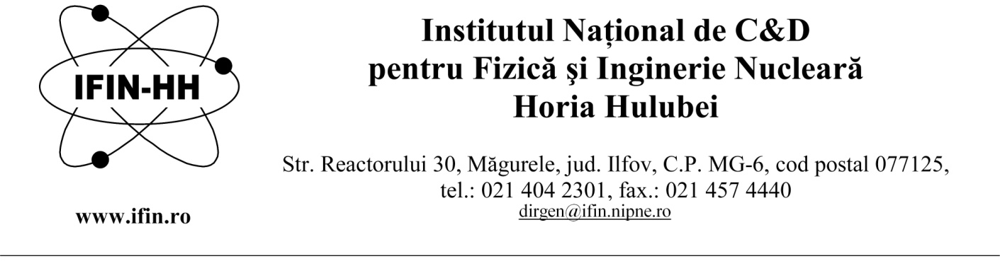 IFIN-HH
www.ifin.ro
Institutul Național de C&D
pentru Fizică şi Inginerie Nucleară
Horia Hulubei
Str. Reactorului 30, Măgurele, jud. Ilfov, C.P. MG-6, cod postal 077125,
tel.: 021 404 2301, fax.: 021 457 4440
dirgen@ifin.nipne.ro